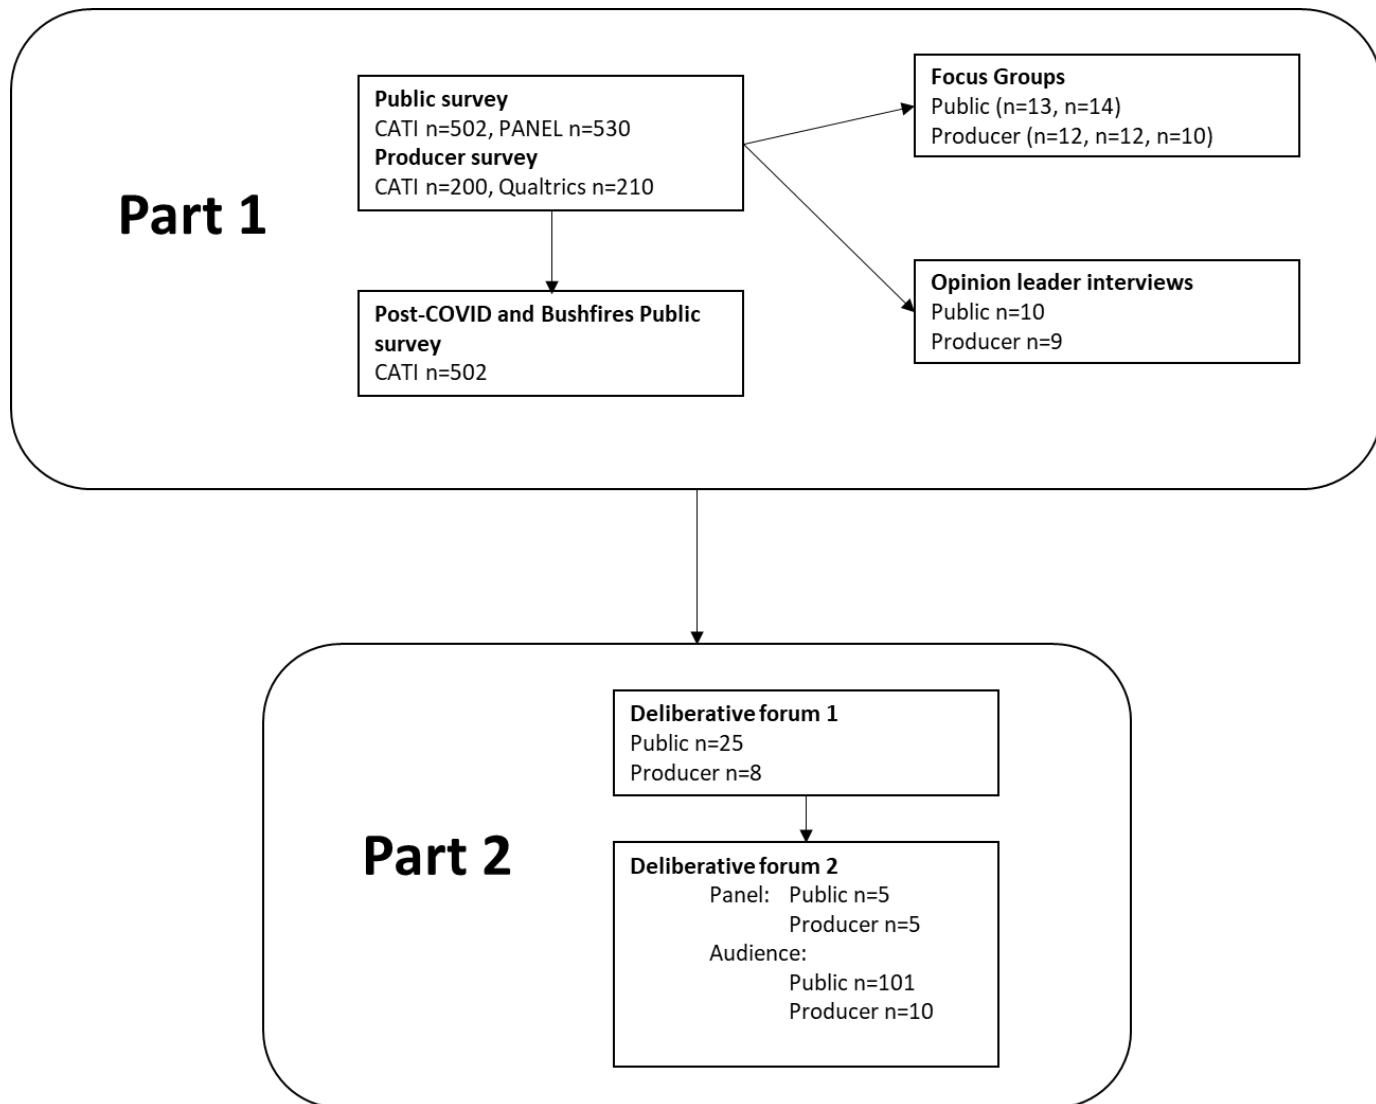 Part 1
Public survey
CATI n=502, PANEL n=530
Producer survey
CATI n=200, Qualtrics n=210
Post-COVID and Bushfires Public
survey
CATI n=502
Focus Groups
Public (n=13, n=14)
Producer (n=12, n=12, n=10)
Opinion leader interviews
Public n=10
Producer n=9
Part 2
Deliberative forum 1
Public n=25
Producer n=8
Deliberative forum 2
Panel: Public n=5
Producer n=5
Audience:
Public n=101
Producer n=10